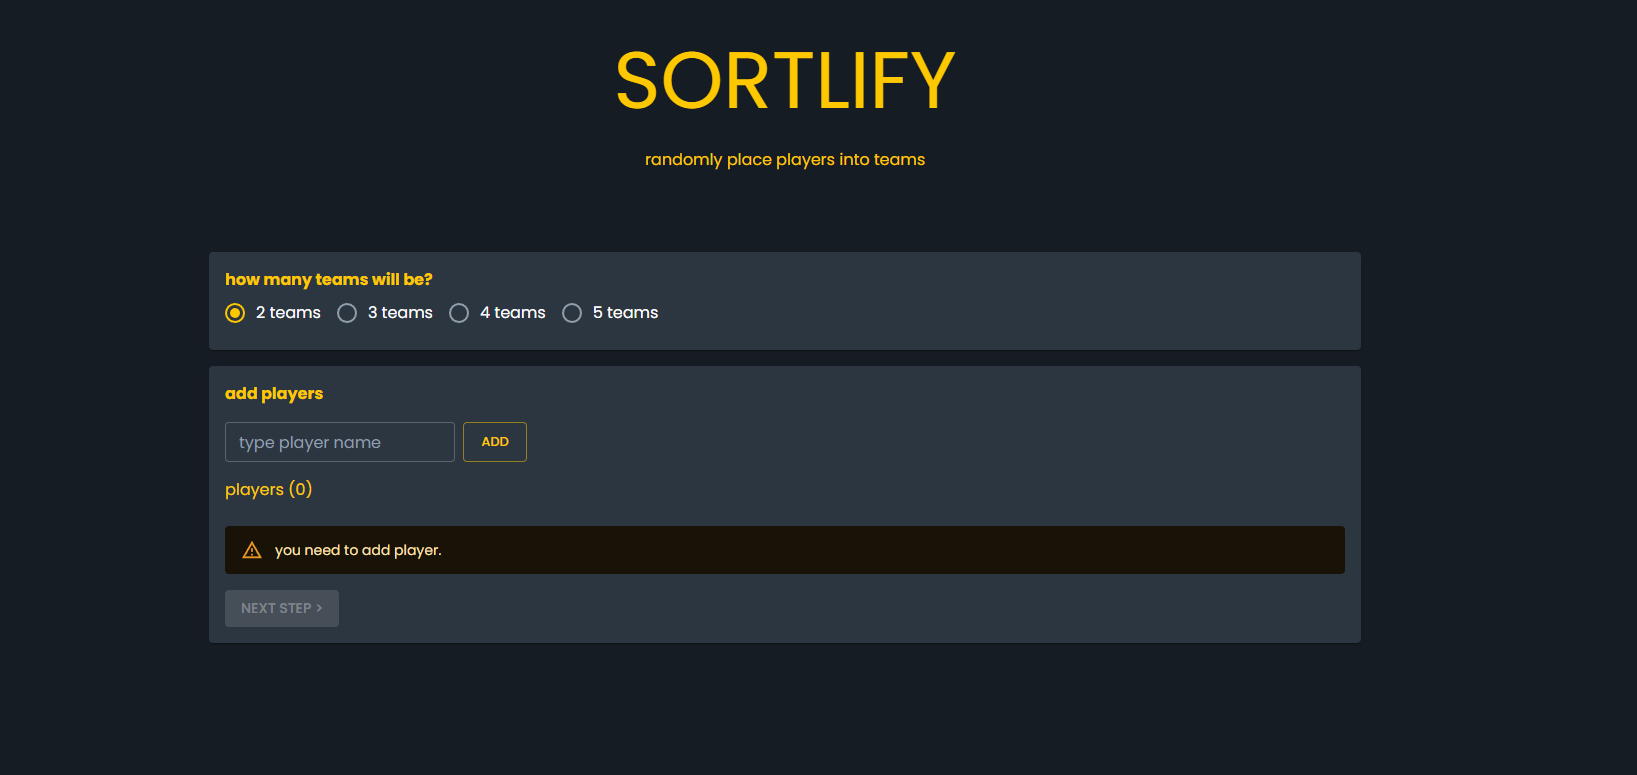 SORTLIFY
randomly place players into teams
how many teams will be?
2 teams 3 teams 4 teams 5 teams
add players
type player name ADD
players (0)
you need to add player.
NEXT STEP >